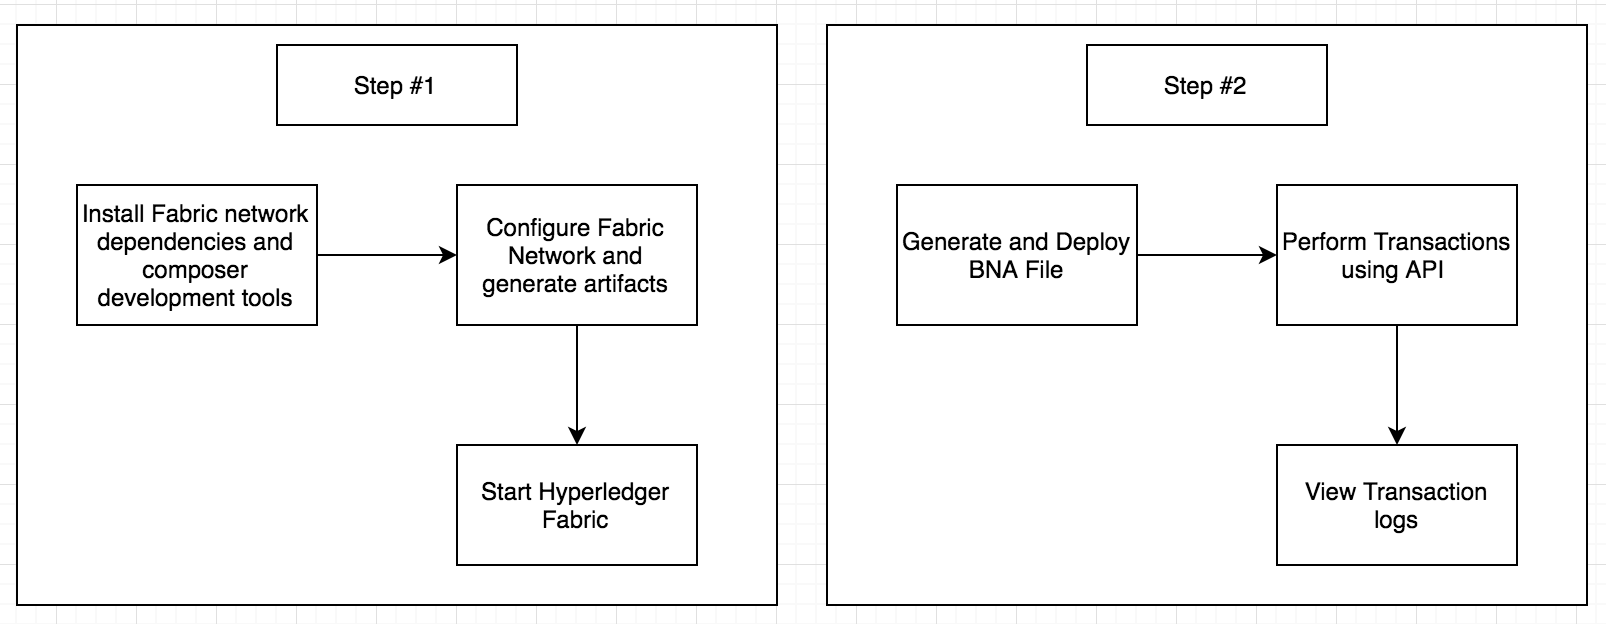 Step #1
Install Fabric network
dependencies and
composer
development tools
Configure Fabric
Network and
generate artifacts
Start Hyperledger
Fabric
Step #2
Generate and Deploy
BNA File
Perform Transactions
using API
View Transaction
logs